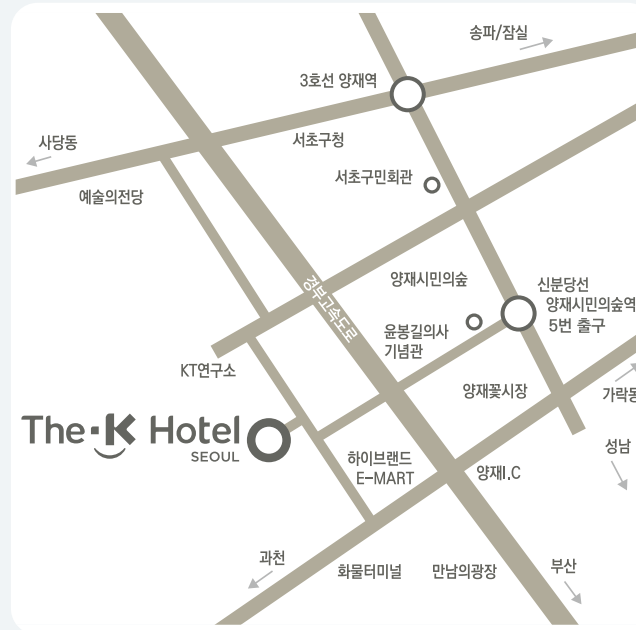 송파/잠실
3호선 양재역
사당동
서초구청
서초구민회관
예술의전당
양재시민의숲
신분당선
양재시민의숲역
5번 출구
경부고속도로
윤봉길의사
기념관
KT연구소
양재꽃시장
가락동
The-K Hotel
SEOUL
하이브랜드
E-MART
양재I.C
성남
과천
화물터미널
만남의광장
부산